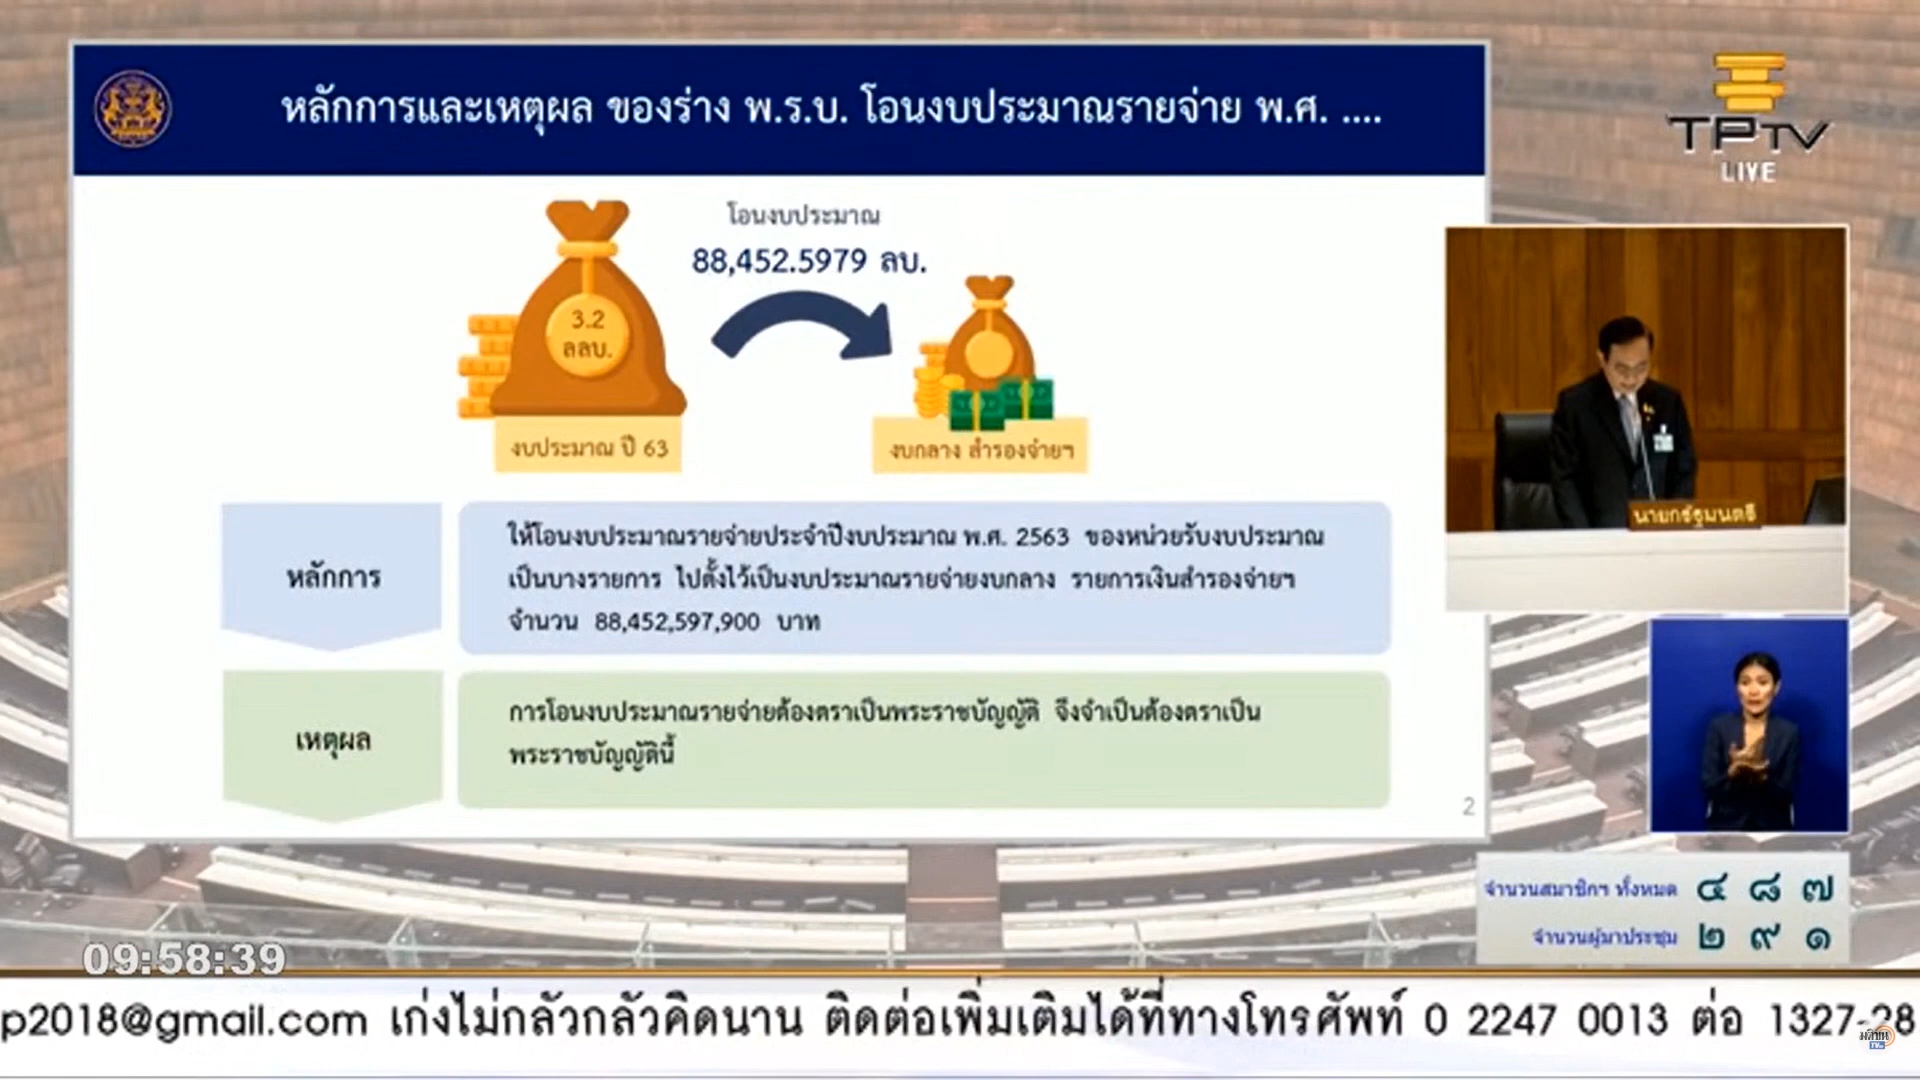 หลักการและเหตุผล ของร่าง พ.ร.บ. โอนงบประมาณรายจ่าย พ.ศ. ....
TPTV
LIVE
โอนงบประมาณ
88,452.5979 ลบ.
3.2
ลลบ.
งบประมาณ ปี 63
งบกลาง สำรองจ่ายฯ
หลักการ
ให้โอนงบประมาณรายจ่ายประจำปีงบประมาณ พ.ศ. 2563 ของหน่วยรับงบประมาณ
เป็นบางรายการ ไปตั้งไว้เป็นงบประมาณรายจ่ายงบกลาง รายการเงินสำรองจ่ายฯ
จำนวน 88,452,597,900 บาท
เหตุผล
การโอนงบประมาณรายจ่ายต้องตราเป็นพระราชบัญญัติ จึงจำเป็นต้องตราเป็น
พระราชบัญญัตินี้
2
นายกรัฐมนตรี
จำนวนสมาชิกฯ ทั้งหมด ๔ ๘ ๗
จำนวนผู้มาประชุม ๒ ๙ ๑
09:58:39
p2018@gmail.com เก่งไม่กลัวกลัวคิดนาน ติดต่อเพิ่มเติมได้ที่ทางโทรศัพท์ 0 2247 0013 ต่อ 1327-28
มติชน